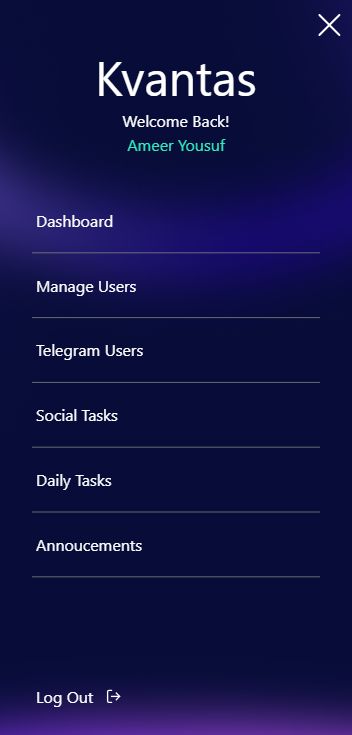 Kvantas
Welcome Back!
Ameer Yousuf
Dashboard
Manage Users
Telegram Users
Social Tasks
Daily Tasks
Annoucements
Log Out